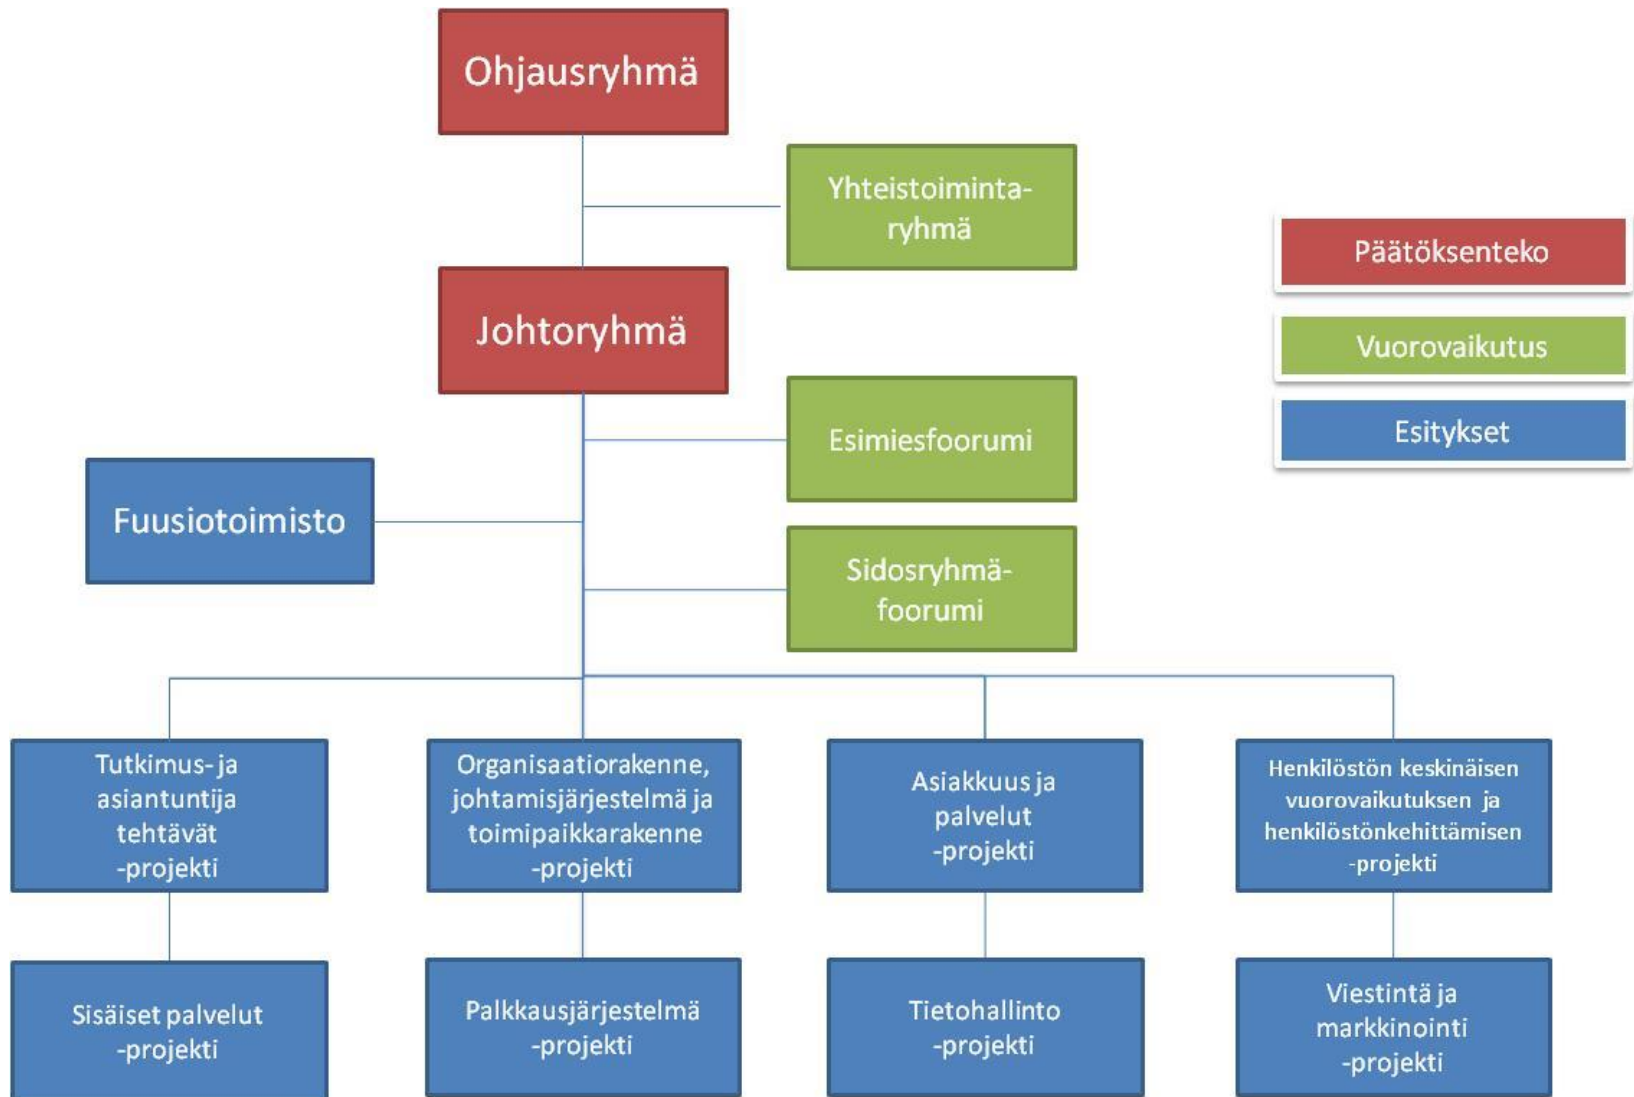 Ohjausryhmä
Yhteistoiminta-
ryhmä
Johtoryhmä
Päätöksenteko
Vuorovaikutus
Esitykset
Esimiesfoorumi
Fuusiotoimisto
Sidosryhmä-
foorumi
Tutkimus- ja
asiantuntija
tehtävät
-projekti
Organisaatiorakenne,
johtamisjärjestelmä ja
toimipaikkarakenne
-projekti
Asiakkuus ja
palvelut
-projekti
Henkilöstön keskinäisen
vuorovaikutuksen ja
henkilöstönkehittämisen
-projekti
Sisäiset palvelut
-projekti
Palkkausjärjestelmä
-projekti
Tietohallinto
-projekti
Viestintä ja
markkinointi
-projekti